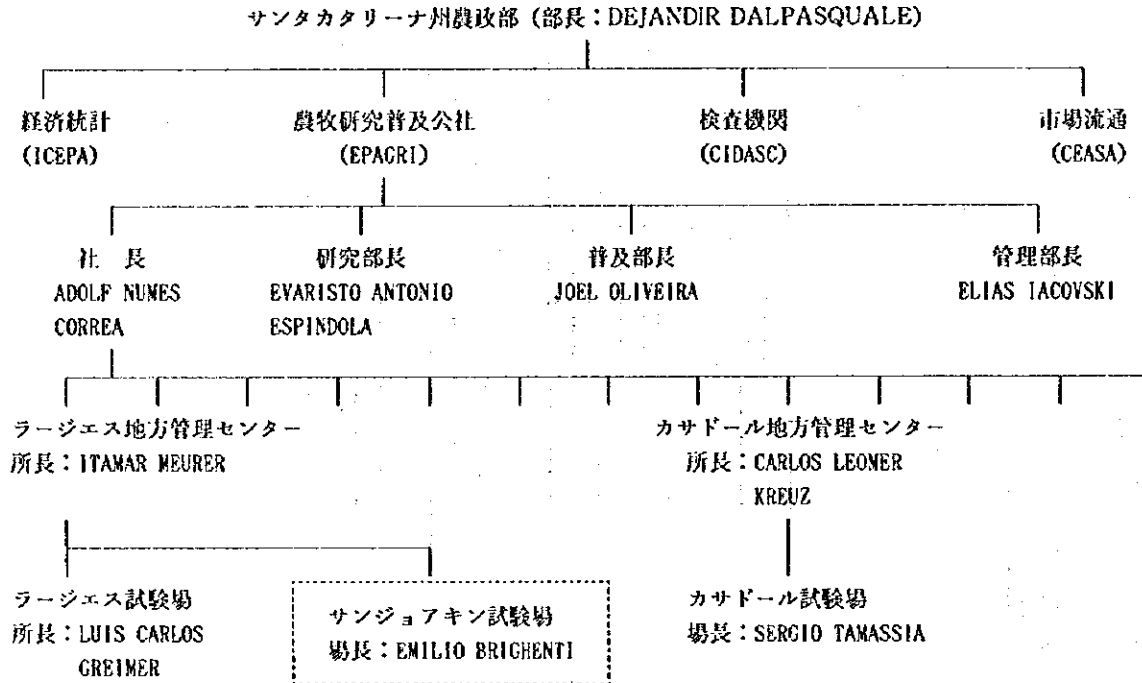 サンタカタリーナ州農政部 (部長:DEJANDIR DALPASQUALE)
経済統計 農牧研究普及公社 検査機関 市場流通
(ICEPA) (EPAGRI) (CIDASC) (CEASA)
社 長 研究部長 普及部長 管理部長
ADOLF NUMES EVARISTO ANTONIO JOEL OLIVEIRA ELIAS IACOVSKI
CORREA ESPINDOLA
ラージエス地方管理センター カサドール地方管理センター
所長:ITAMAR MEURER 所長:CARLOS LEONER
KREUZ
ラージエス試験場 サンジョアキン試験場 カサドール試験場
所長:LUIS CARLOS 場長:EMILIO BRIGHENTI 場長:SERGIO TAMASSIA
GREIMER